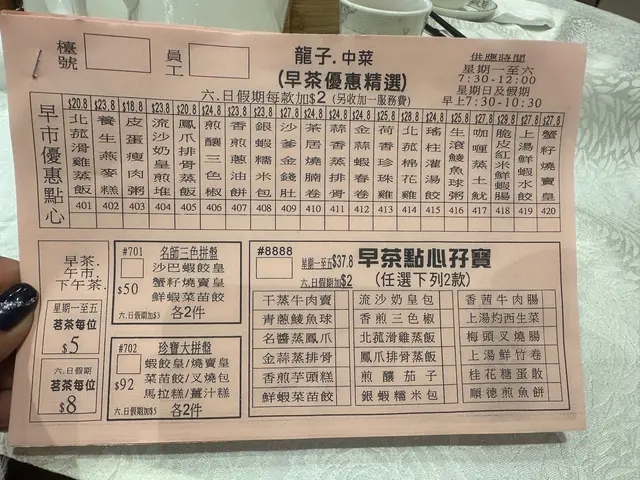 檯號
員工
龍子.中菜
(早茶優惠精選)
六.日假期每款加$2 (另收加一服務費)
供應時間
星期一至六
7:30-12:00
星期日及假期
早上7:30-10:30
早市優惠點心
$20.8 北菰滑雞蒸飯 401
$23.8 養生燕麥糕 402
$18.8 皮蛋瘦肉粥 403
$23.8 流沙奶皇煎堆 404
$20.8 鳳爪排骨蒸飯 405
$24.8 煎釀三色椒 406
$23.8 香煎蔥油餅 407
$23.8 銀蝦糯米包 408
$27.8 沙爹金錢肚 409
$24.8 茶居燒腩卷 410
$24.8 蒜香蒸排骨 411
$24.8 金蒜蝦春卷 412
$24.8 荷香珍珠雞 413
$24.8 北菰棉花雞 414
$24.8 瑤柱灌湯餃 415
$25.8 生滾鯪魚球粥 416
$27.8 咖喱蒸土魷 417
$29.8 脆皮紅米鮮蝦腸 418
$27.8 上湯鮮蝦水餃 419
$27.8 蟹籽燒賣皇 420
早茶.
午市.
下午茶.
星期一至五
茗茶每位
$5
六.日假期
茗茶每位
$8
#701 名師三色拼盤
$50
沙巴蝦餃皇
蟹籽燒賣皇
鮮蝦菜苗餃
六.日假期加$3 各2件
#702 珍寶大拼盤
$92
蝦餃皇/燒賣皇
菜苗餃/叉燒包
馬拉糕/薑汁糕
六.日假期加$5 各2件
#8888 星期一至五$37.8 早茶點心孖寶
六.日假期加$2 (任選下列2款)
干蒸牛肉賣 流沙奶皇包 香茜牛肉腸
青蔥鯪魚球 香煎三色椒 上湯灼西生菜
名醬蒸鳳爪 北菰滑雞蒸飯 梅頭叉燒腸
金蒜蒸排骨 鳳爪排骨蒸飯 上湯鮮竹卷
香煎芋頭糕 煎釀茄子 桂花糖蛋散
鮮蝦菜苗餃 銀蝦糯米包 順德煎魚餅